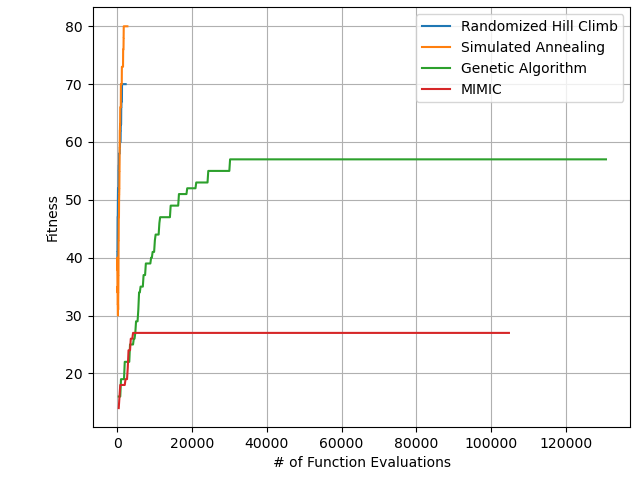 80
70
60
50
40
30
20
Fitness
Randomized Hill Climb
Simulated Annealing
Genetic Algorithm
MIMIC
0 20000 40000 60000 80000 100000 120000
# of Function Evaluations